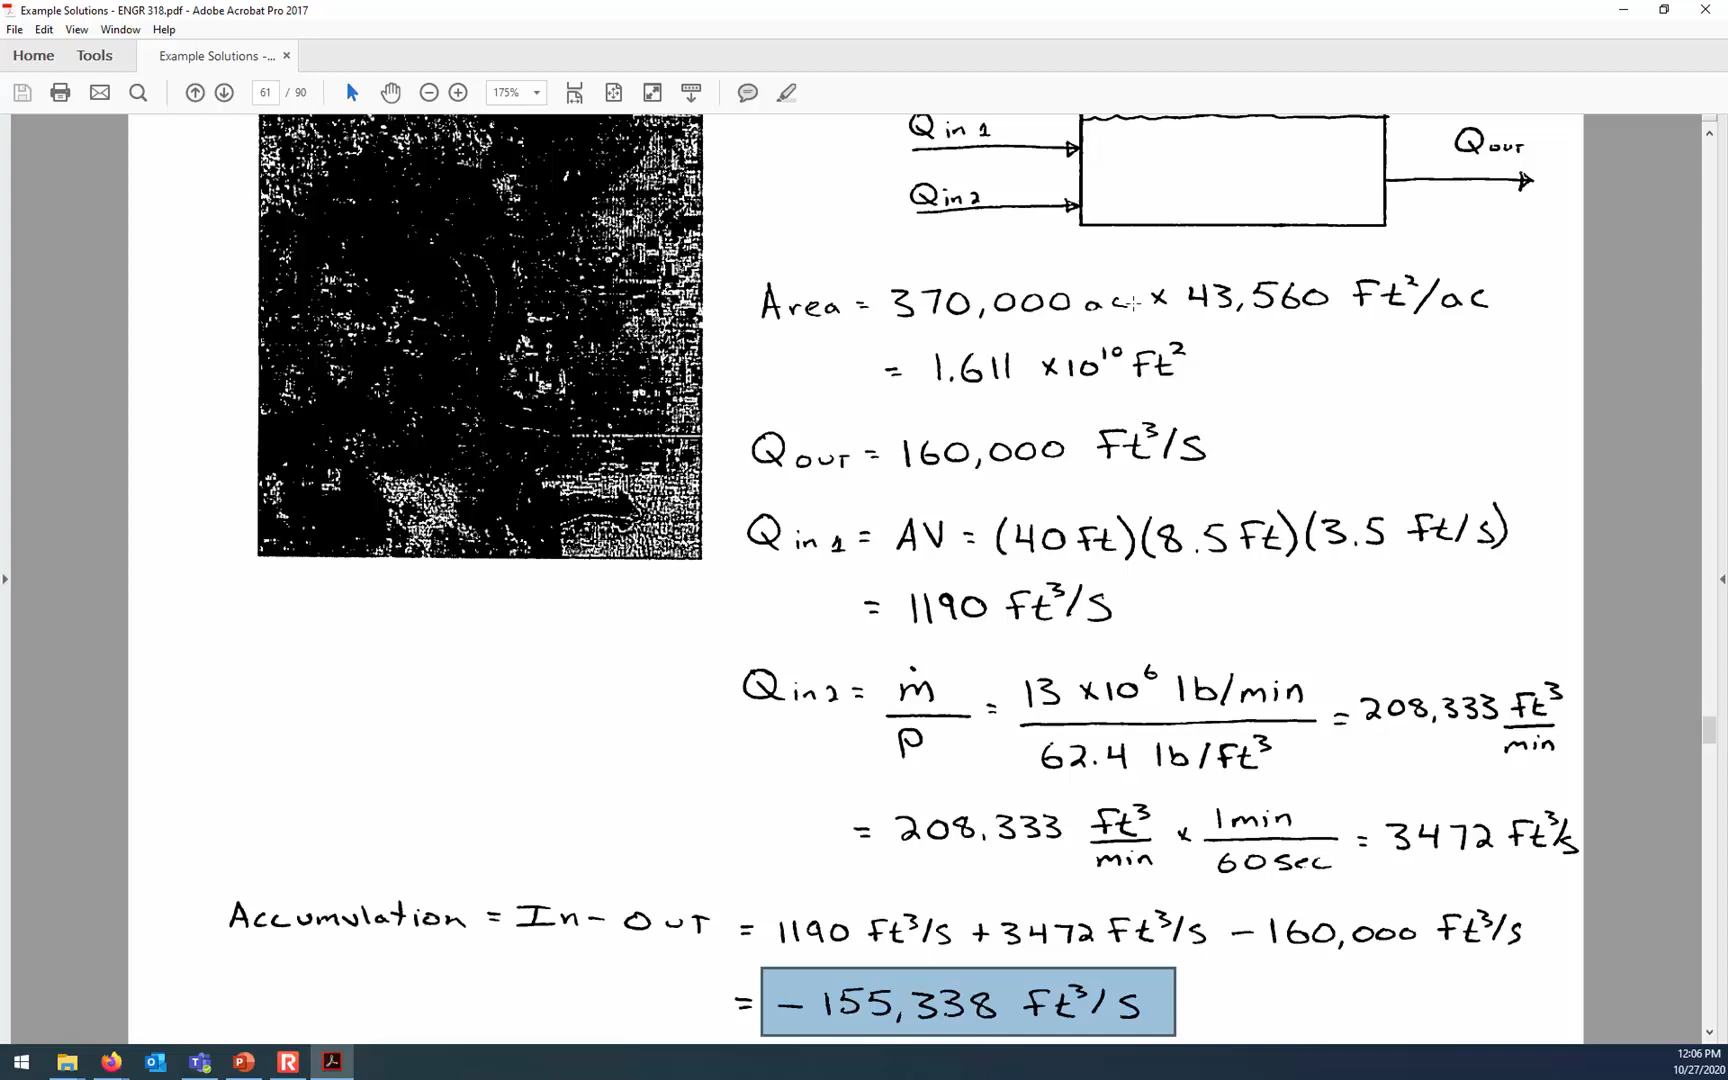 Example Solutions - ENGR 318.pdf - Adobe Acrobat Pro 2017
File Edit View Window Help
Home Tools Example Solutions -... ×
61 / 90 175%
Q in 1
Q in 2
Q OUT
Area = 370,000 ac × 43,560 Ft²/ac
= 1.611 ×10¹⁰ Ft²
Q OUT = 160,000 Ft³/s
Q in 1 = AV = (40 ft)(8.5 ft)(3.5 ft/s)
= 1190 ft³/s
Q in 2 = ṁ/ρ = 13 ×10⁶ lb/min / 62.4 lb/ft³ = 208,333 ft³/min
= 208,333 ft³/min × 1 min/60 sec = 3472 ft³/s
Accumulation = In - OUT = 1190 ft³/s + 3472 ft³/s - 160,000 ft³/s
= - 155,338 ft³/s
12:06 PM
10/27/2020